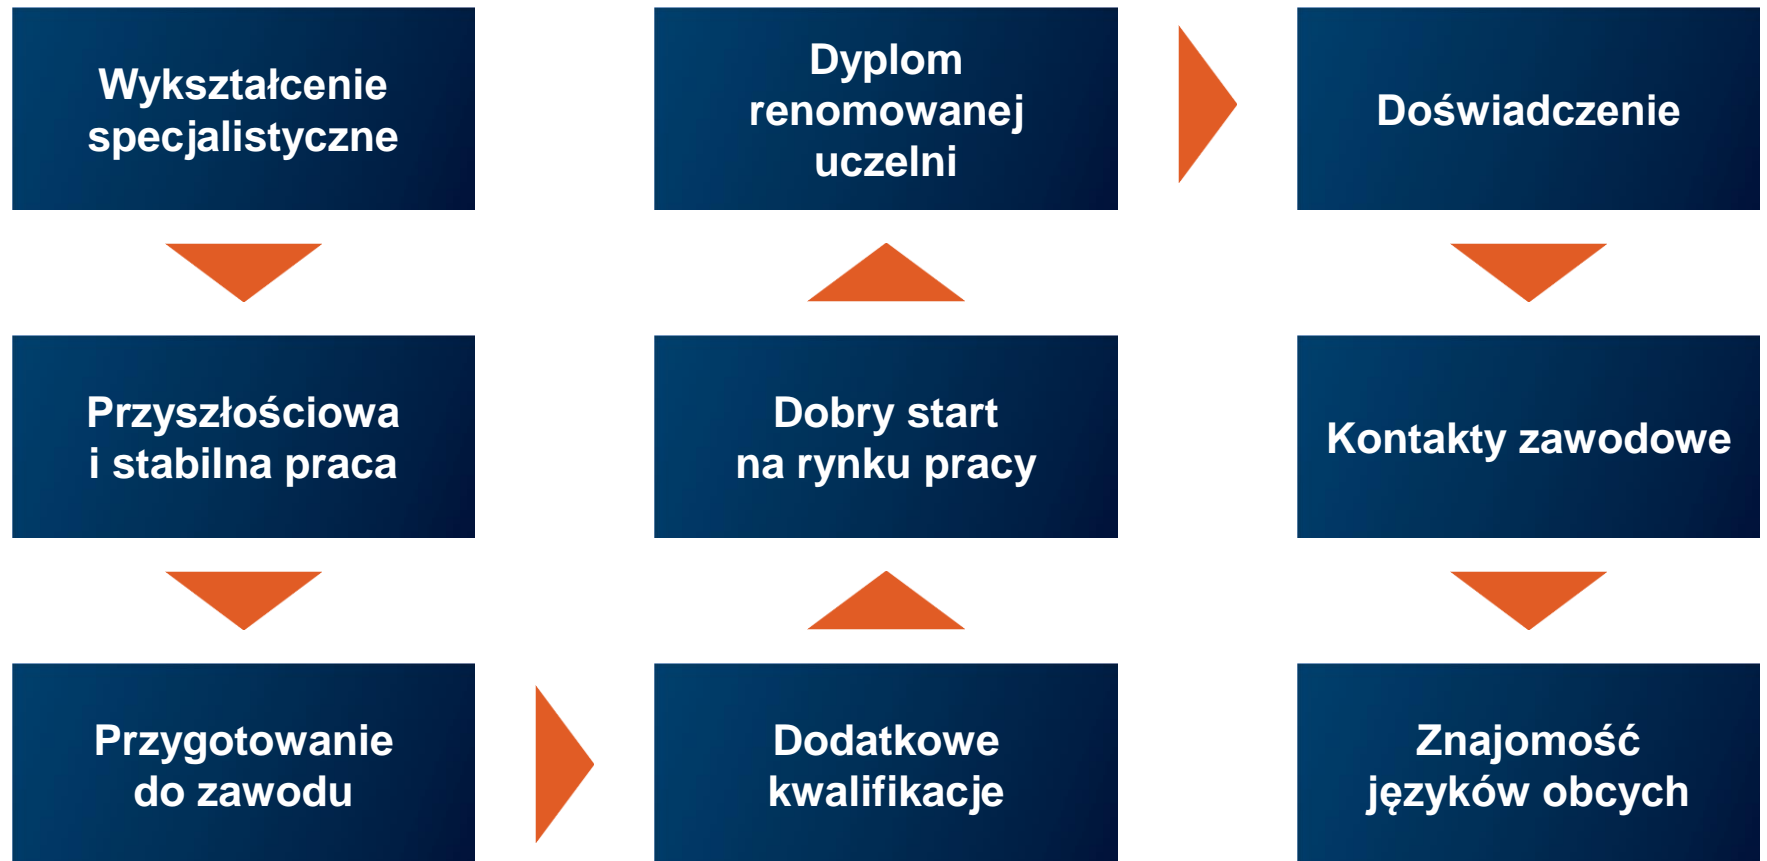 Wykształcenie
specjalistyczne
Przyszłościowa
i stabilna praca
Przygotowanie
do zawodu
Dodatkowe
kwalifikacje
Dobry start
na rynku pracy
Dyplom
renomowanej
uczelni
Doświadczenie
Kontakty zawodowe
Znajomość
języków obcych